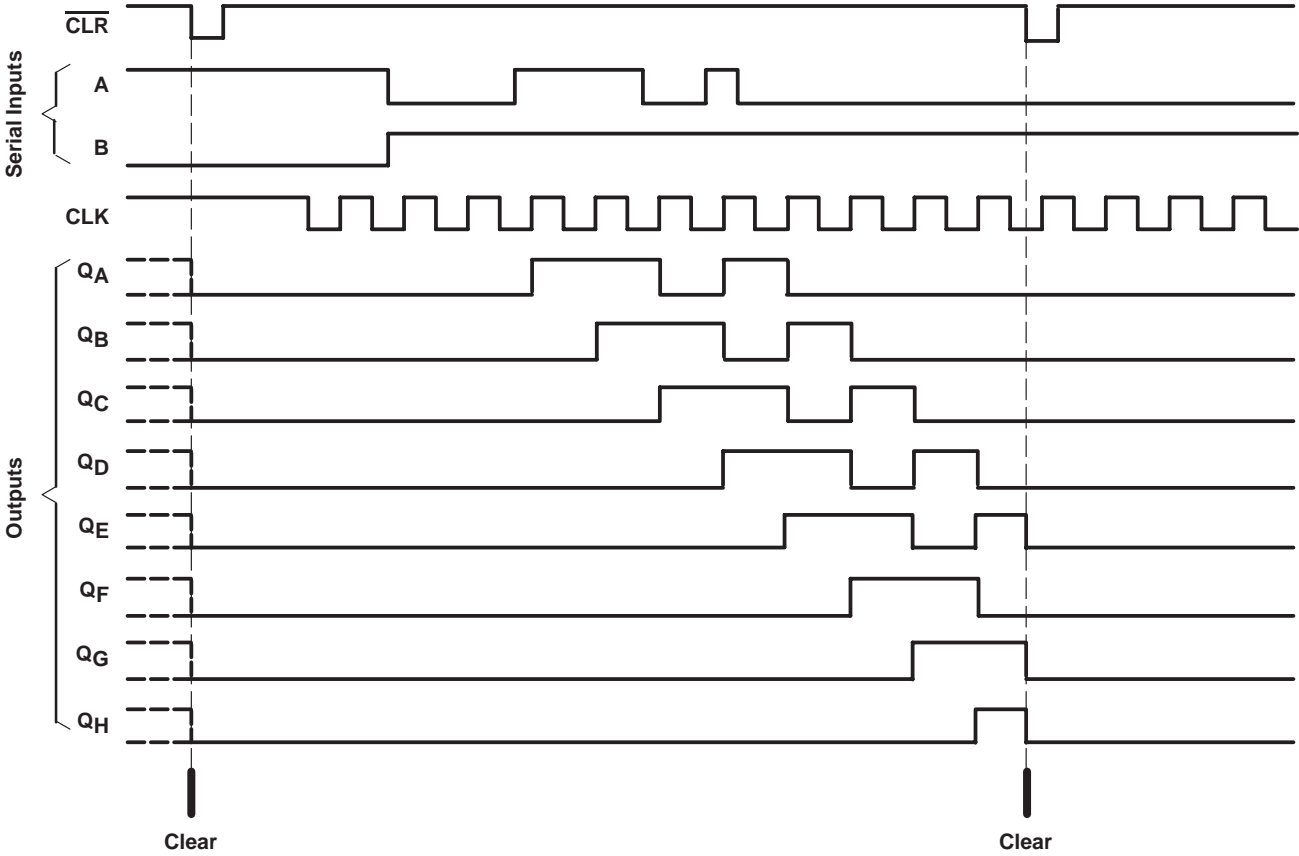 CLR
Serial Inputs
A
B
CLK
Outputs
QA
QB
QC
QD
QE
QF
QG
QH
Clear
Clear